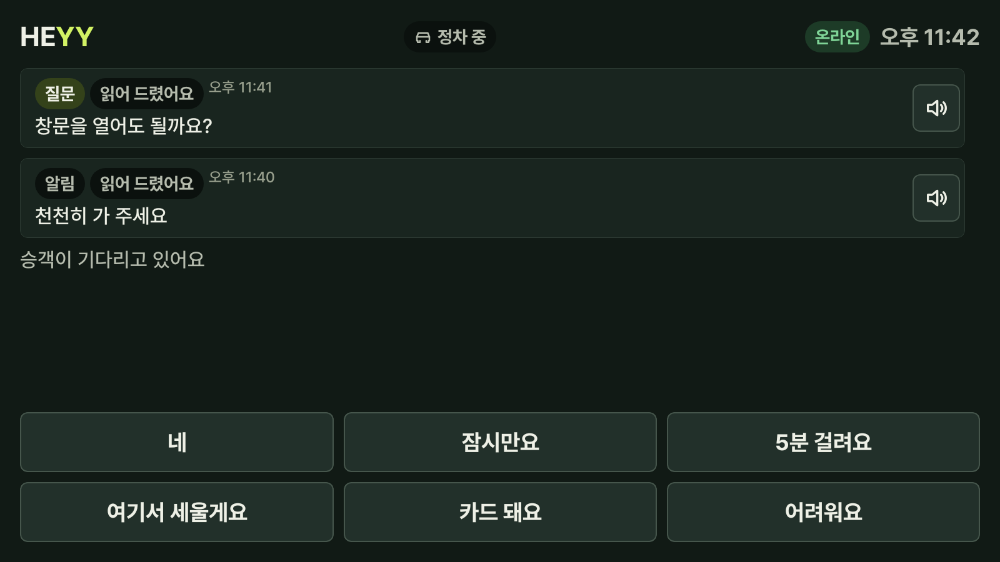 HEYY
정차 중
온라인 오후 11:42
질문 읽어 드렸어요 오후 11:41
창문을 열어도 될까요?
알림 읽어 드렸어요 오후 11:40
천천히 가 주세요
승객이 기다리고 있어요
네
잠시만요
5분 걸려요
여기서 세울게요
카드 돼요
어려워요